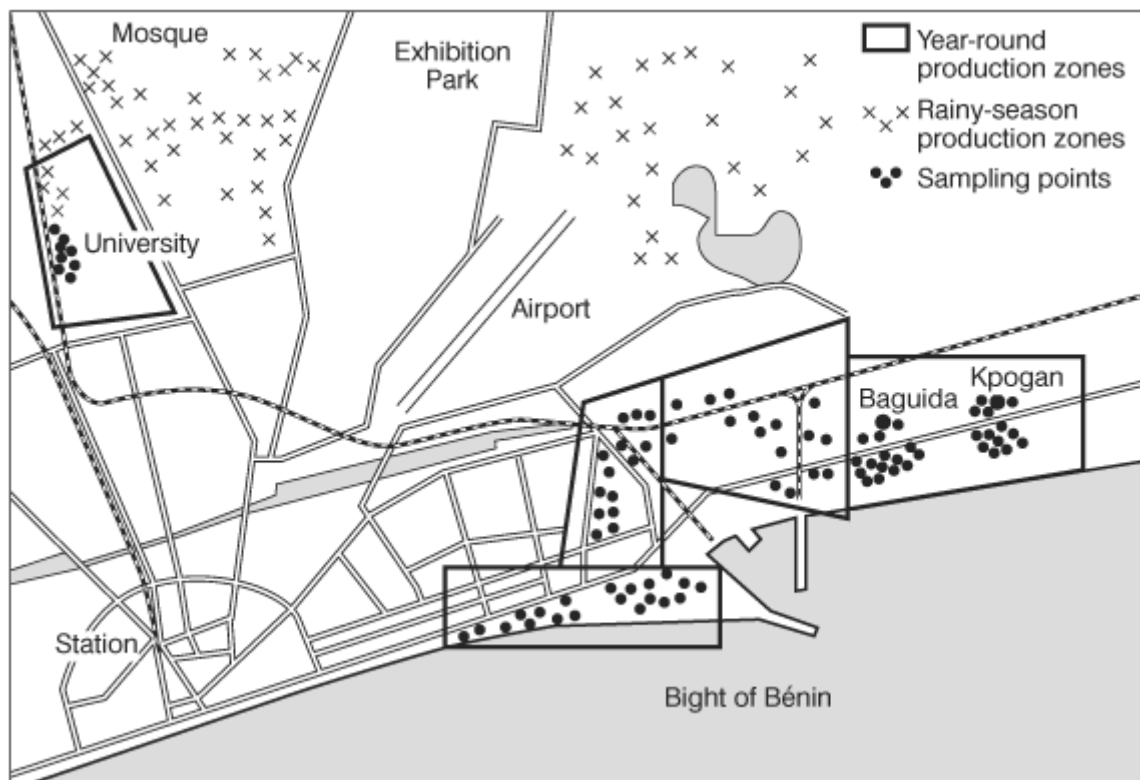 Mosque
Exhibition
Park
Year-round
production zones
Rainy-season
production zones
Sampling points
University
Airport
Kpogan
Baguida
Station
Bight of Bénin